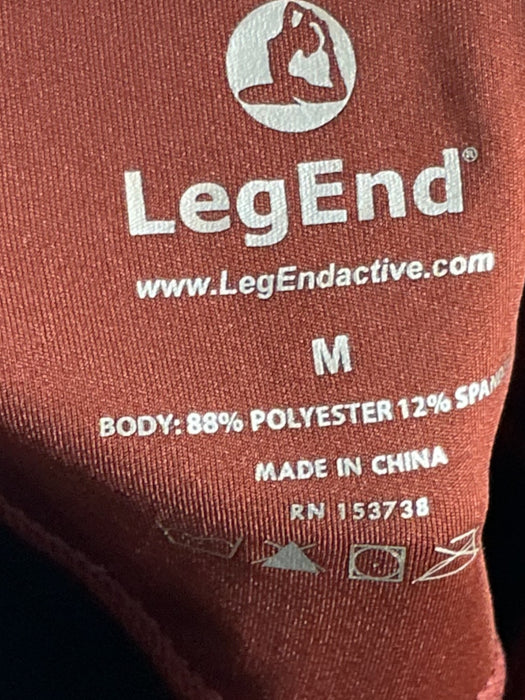 LegEnd®
www.LegEndactive.com
M
BODY: 88% POLYESTER 12%
MADE IN CHINA
RN 153738